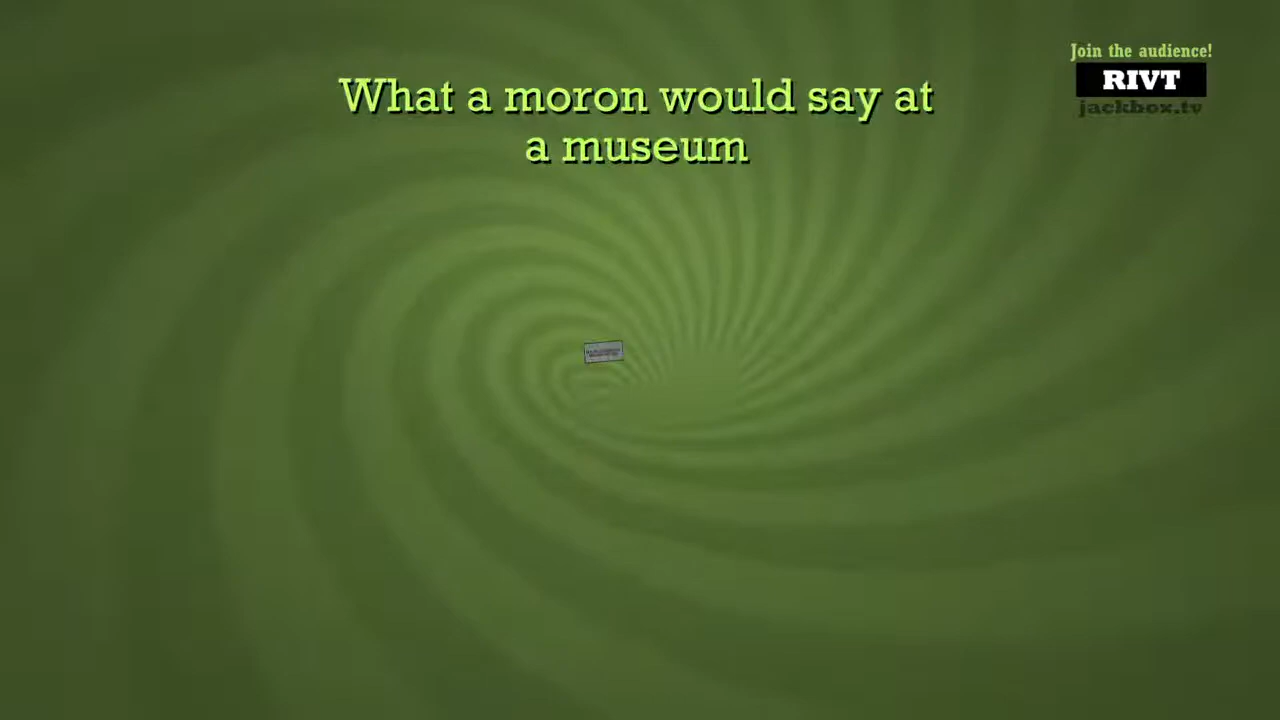 Join the audience!
RIVT
jackbox.tv
What a moron would say at
a museum